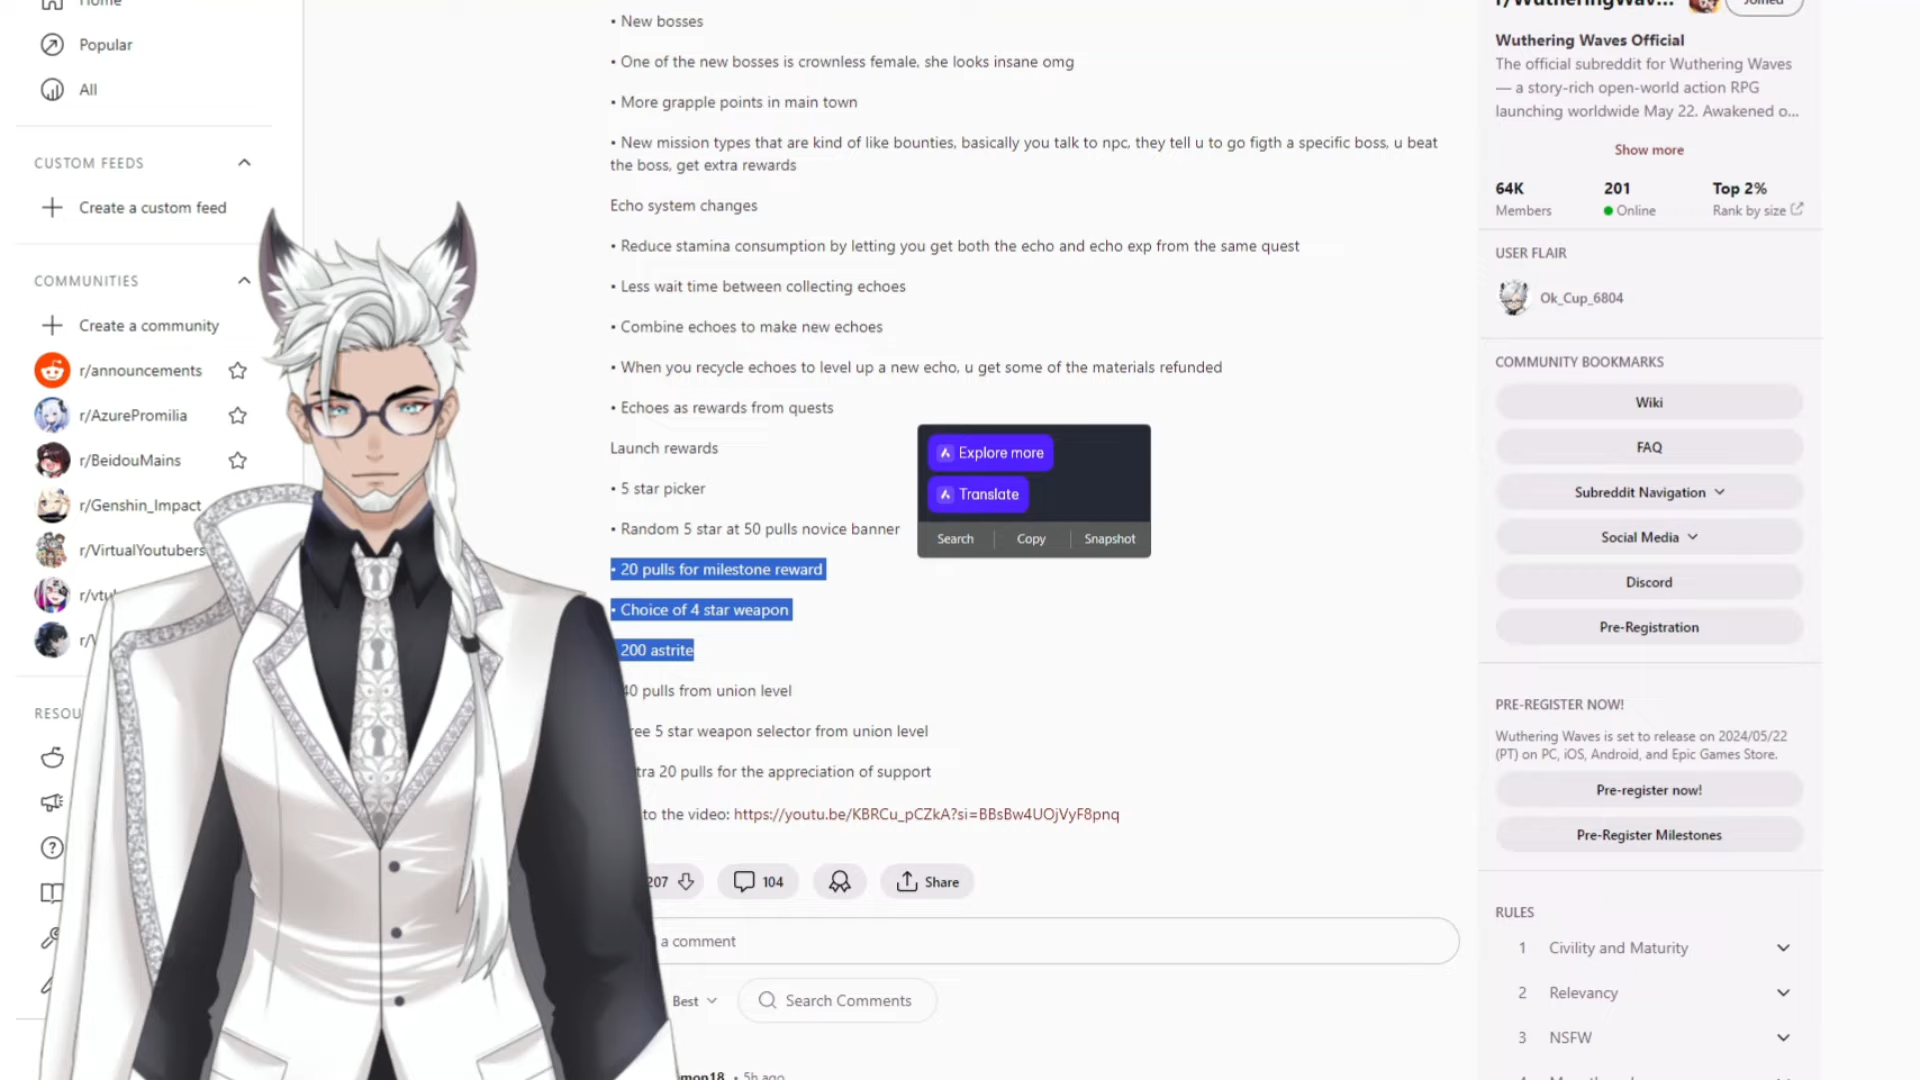 Home
Popular
All
CUSTOM FEEDS
Create a custom feed
COMMUNITIES
Create a community
r/announcements
r/AzurePromilia
r/BeidouMains
r/Genshin_Impact
r/VirtualYoutubers
RESOU
• New bosses
• One of the new bosses is crownless female, she looks insane omg
• More grapple points in main town
• New mission types that are kind of like bounties, basically you talk to npc, they tell u to go figth a specific boss, u beat
the boss, get extra rewards
Echo system changes
• Reduce stamina consumption by letting you get both the echo and echo exp from the same quest
• Less wait time between collecting echoes
• Combine echoes to make new echoes
• When you recycle echoes to level up a new echo, u get some of the materials refunded
• Echoes as rewards from quests
Launch rewards
• 5 star picker
• Random 5 star at 50 pulls novice banner
• 20 pulls for milestone reward
• Choice of 4 star weapon
200 astrite
40 pulls from union level
ree 5 star weapon selector from union level
tra 20 pulls for the appreciation of support
to the video: https://youtu.be/KBRCu_pCZkA?si=BBsBw4UOjVyF8pnq
207
104
Share
a comment
Best
Search Comments
mon18 • 5h ago
Explore more
Translate
Search
Copy
Snapshot
r/WutheringWav...
Joined
Wuthering Waves Official
The official subreddit for Wuthering Waves
— a story-rich open-world action RPG
launching worldwide May 22. Awakened o...
Show more
64K 201 Top 2%
Members Online Rank by size
USER FLAIR
Ok_Cup_6804
COMMUNITY BOOKMARKS
Wiki
FAQ
Subreddit Navigation
Social Media
Discord
Pre-Registration
PRE-REGISTER NOW!
Wuthering Waves is set to release on 2024/05/22
(PT) on PC, iOS, Android, and Epic Games Store.
Pre-register now!
Pre-Register Milestones
RULES
1 Civility and Maturity
2 Relevancy
3 NSFW